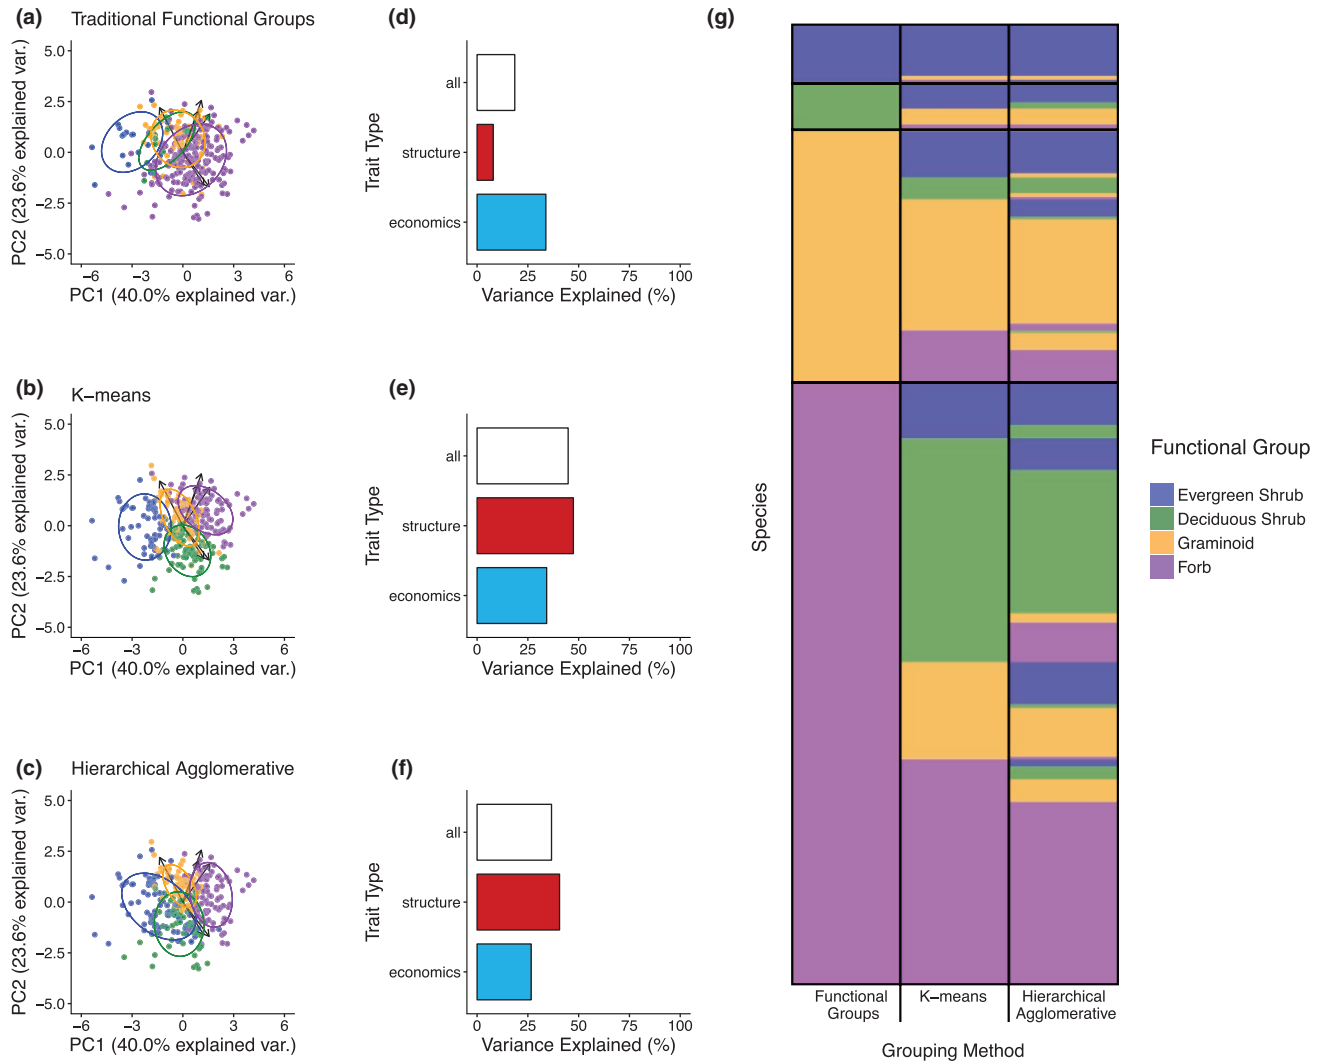 (a) Traditional Functional Groups
PC2 (23.6% explained var.)
5.0
2.5
0.0
−2.5
−5.0
−6 −3 0 3 6
PC1 (40.0% explained var.)
(d)
Trait Type
all
structure
economics
0 25 50 75 100
Variance Explained (%)
(b) K−means
PC2 (23.6% explained var.)
5.0
2.5
0.0
−2.5
−5.0
−6 −3 0 3 6
PC1 (40.0% explained var.)
(e)
Trait Type
all
structure
economics
0 25 50 75 100
Variance Explained (%)
(c) Hierarchical Agglomerative
PC2 (23.6% explained var.)
5.0
2.5
0.0
−2.5
−5.0
−6 −3 0 3 6
PC1 (40.0% explained var.)
(f)
Trait Type
all
structure
economics
0 25 50 75 100
Variance Explained (%)
(g)
Species
Functional
Groups
K−means
Hierarchical
Agglomerative
Grouping Method
Functional Group
Evergreen Shrub
Deciduous Shrub
Graminoid
Forb